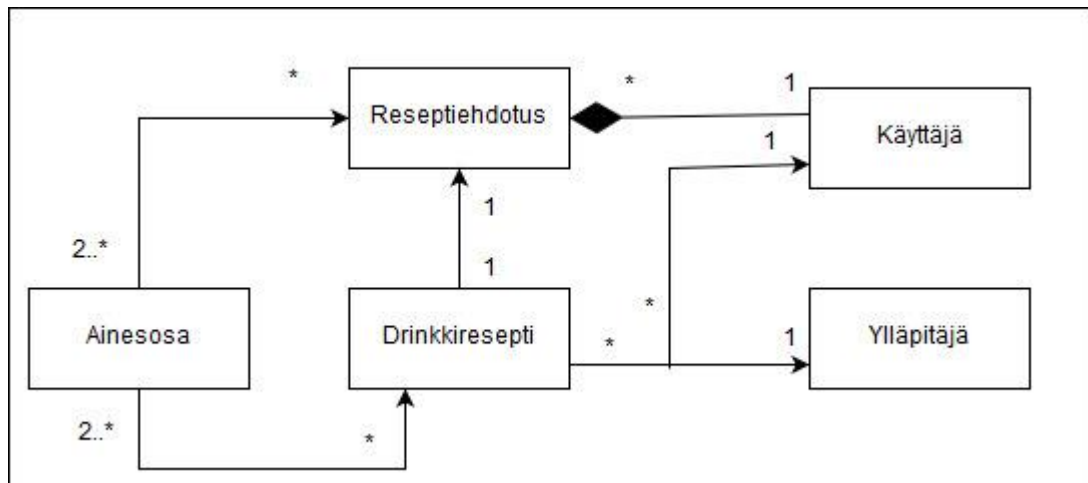 * * 1
Reseptiehdotus
Käyttäjä
1
1
2..*
1
Ainesosa
Drinkkiresepti
Ylläpitäjä
*
* 1
2..* *